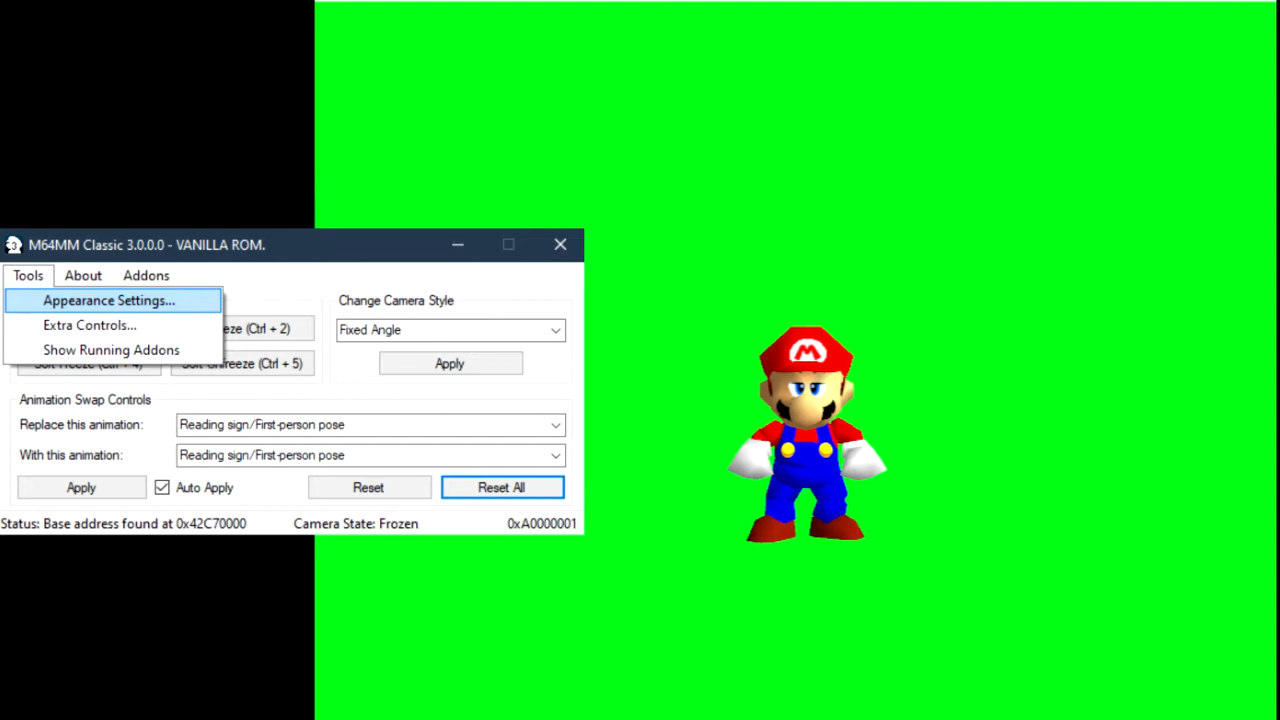 M64MM Classic 3.0.0.0 - VANILLA ROM.
Tools About Addons
Appearance Settings...
Extra Controls...
Show Running Addons
(Ctrl + 2)
(Ctrl + 5)
Change Camera Style
Fixed Angle
Apply
Animation Swap Controls
Replace this animation: Reading sign/First-person pose
With this animation: Reading sign/First-person pose
Apply Auto Apply Reset Reset All
Status: Base address found at 0x42C70000 Camera State: Frozen 0xA0000001
M